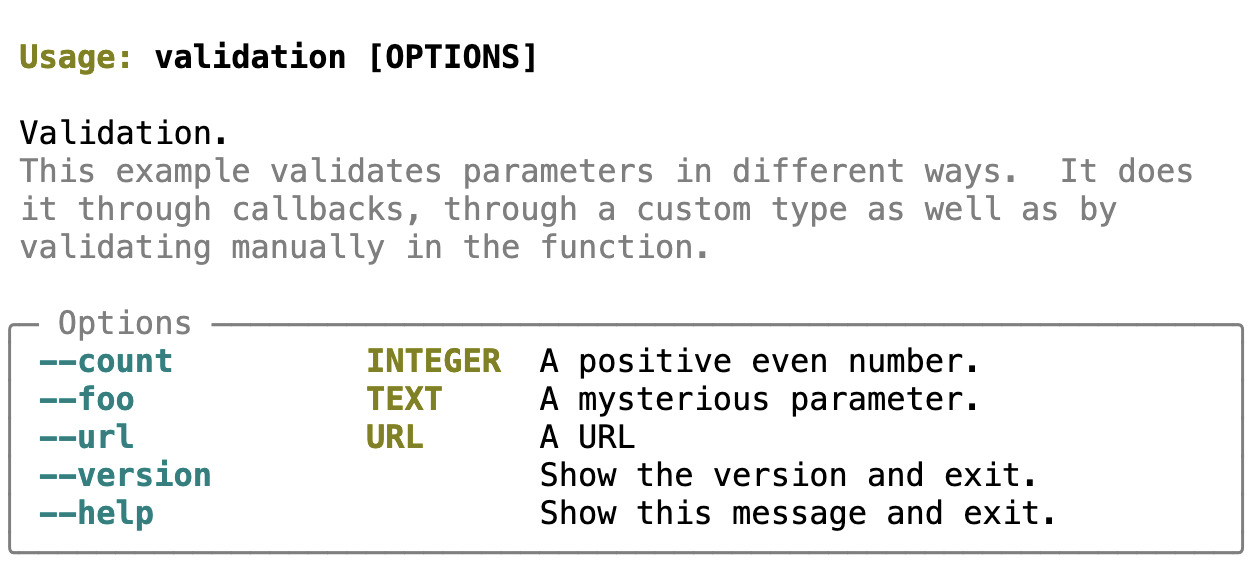 Usage: validation [OPTIONS]
Validation.
This example validates parameters in different ways.  It does
it through callbacks, through a custom type as well as by
validating manually in the function.
Options
--count INTEGER A positive even number.
--foo TEXT A mysterious parameter.
--url URL A URL
--version Show the version and exit.
--help Show this message and exit.